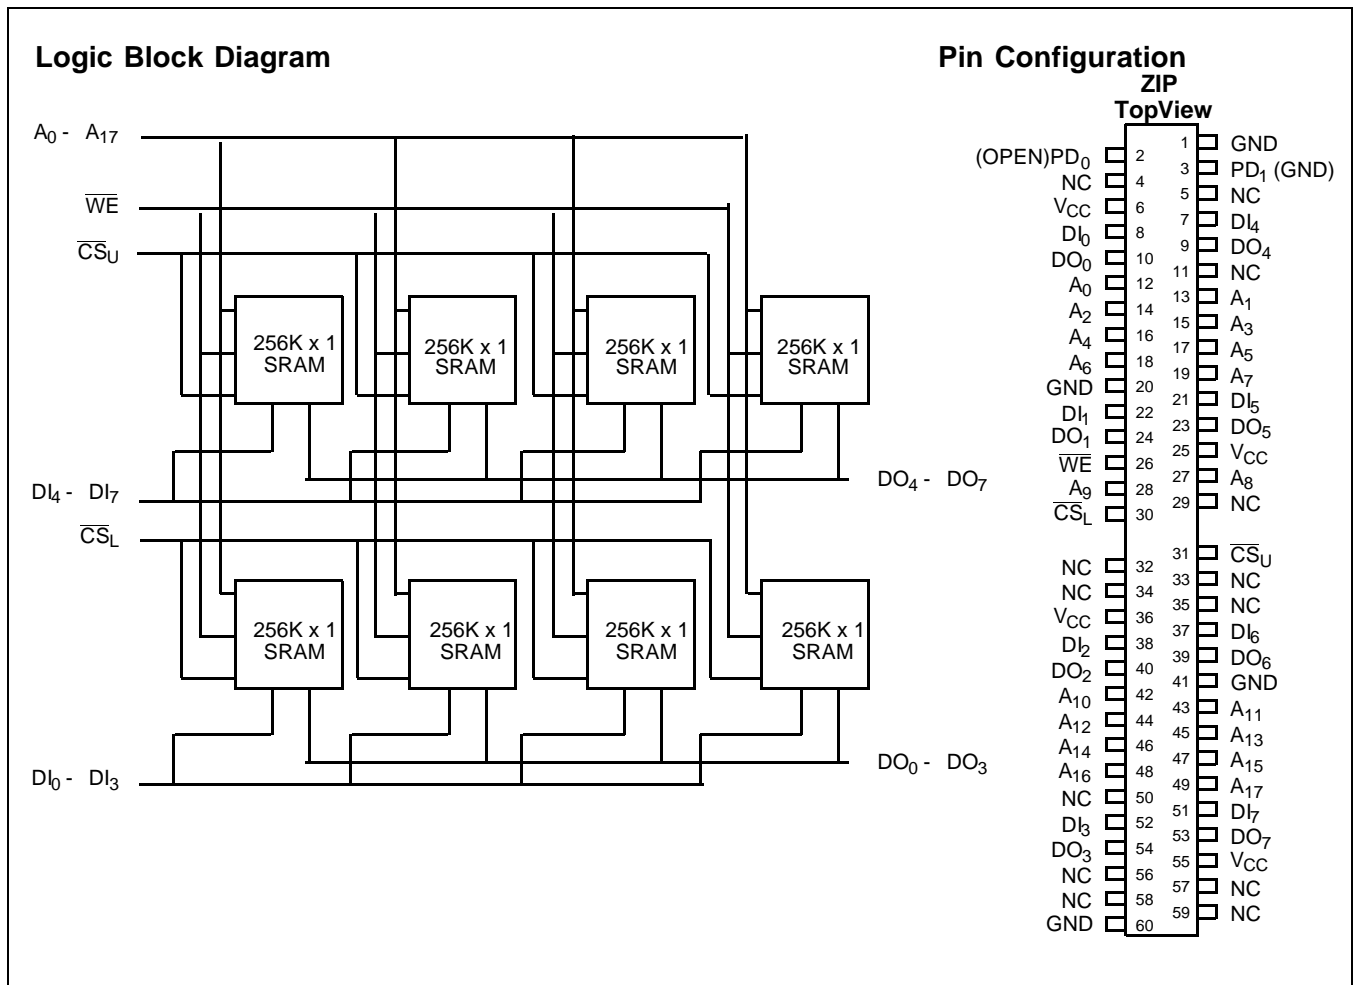 Logic Block Diagram
A0 - A17
W̅E̅
C̅S̅U
256K x 1
SRAM
256K x 1
SRAM
256K x 1
SRAM
256K x 1
SRAM
DI4 - DI7
DO4 - DO7
C̅S̅L
256K x 1
SRAM
256K x 1
SRAM
256K x 1
SRAM
256K x 1
SRAM
DI0 - DI3
DO0 - DO3
Pin Configuration
ZIP
TopView
1 GND
(OPEN)PD0 2
3 PD1 (GND)
NC 4
5 NC
VCC 6
7 DI4
DI0 8
9 DO4
DO0 10
11 NC
A0 12
13 A1
A2 14
15 A3
A4 16
17 A5
A6 18
19 A7
GND 20
21 DI5
DI1 22
23 DO5
DO1 24
25 VCC
W̅E̅ 26
27 A8
A9 28
29 NC
C̅S̅L 30
31 C̅S̅U
NC 32
33 NC
NC 34
35 NC
VCC 36
37 DI6
DI2 38
39 DO6
DO2 40
41 GND
A10 42
43 A11
A12 44
45 A13
A14 46
47 A15
A16 48
49 A17
NC 50
51 DI7
DI3 52
53 DO7
DO3 54
55 VCC
NC 56
57 NC
NC 58
59 NC
GND 60